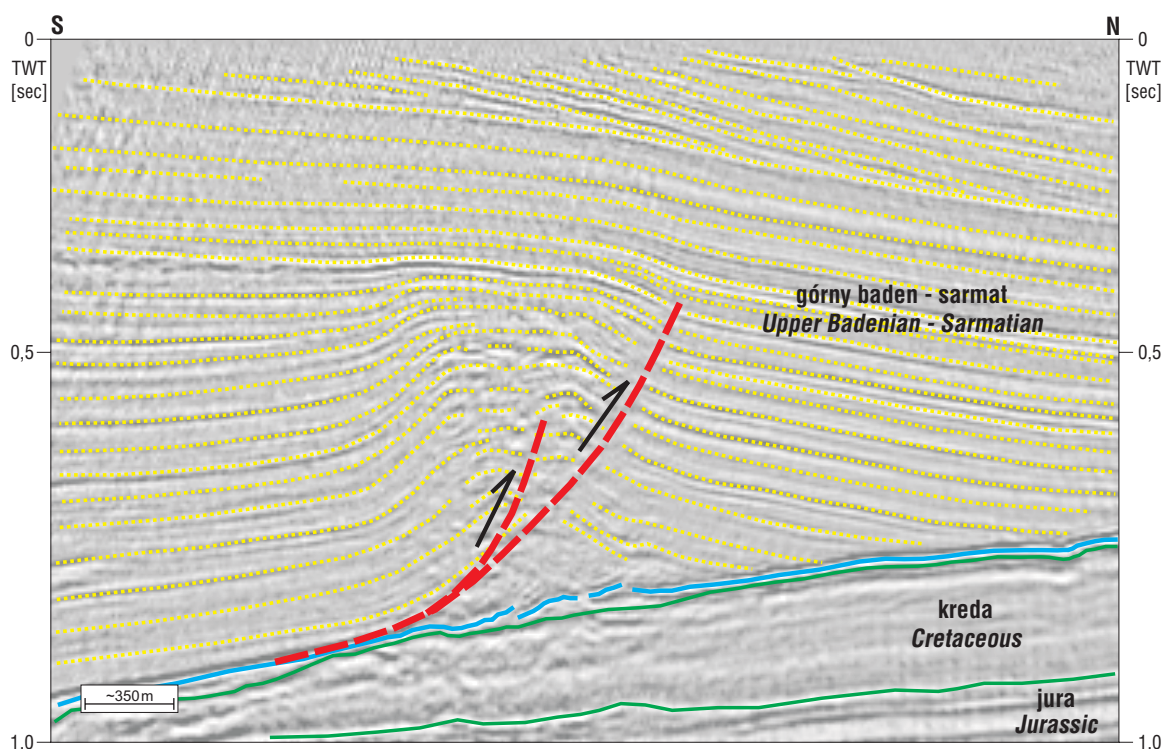 S
N
0
0
TWT
[sec]
TWT
[sec]
górny baden - sarmat
Upper Badenian - Sarmatian
0,5
0,5
kreda
Cretaceous
~350 m
jura
Jurassic
1.0
1.0